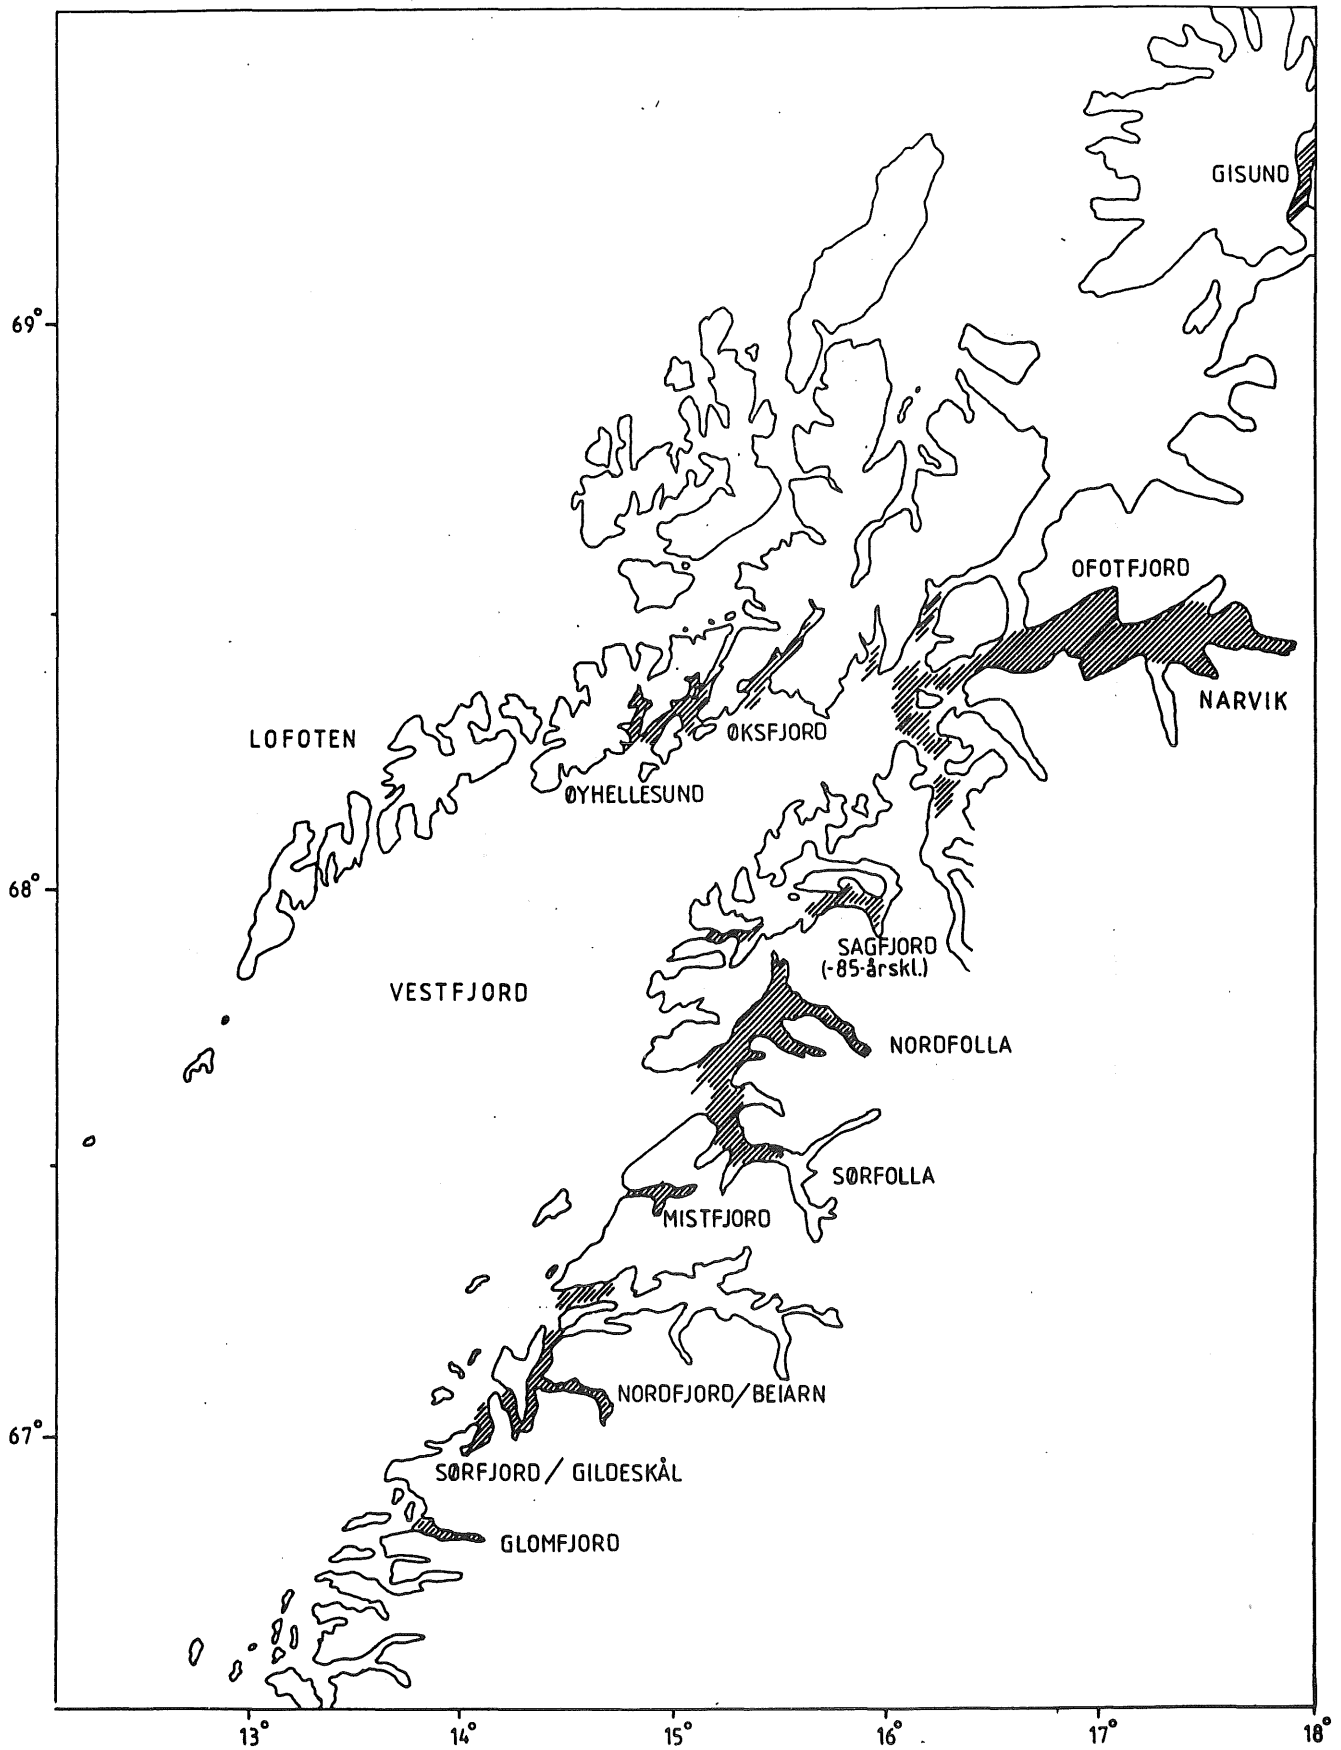 GISUND
69°
OFOTFJORD
NARVIK
LOFOTEN
ØKSFJORD
ØYHELLESUND
68°
SAGFJORD
(-85-årskl.)
VESTFJORD
NORDFOLLA
SØRFOLLA
MISTFJORD
NORDFJORD/BEIARN
67°
SØRFJORD/ GILDESKÅL
GLOMFJORD
13° 14° 15° 16° 17° 18°